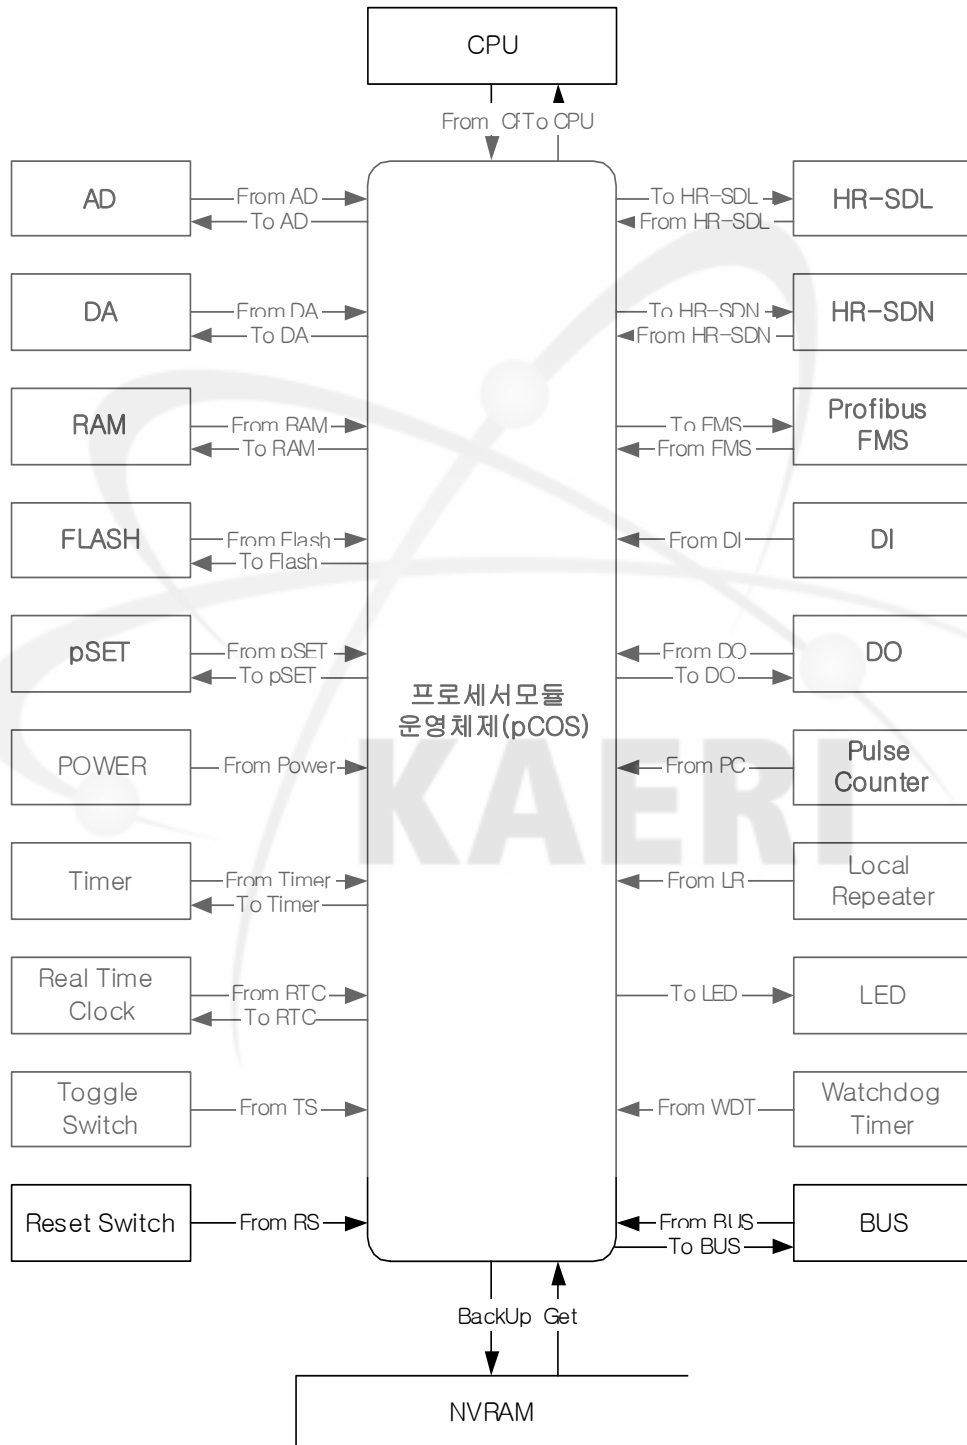 CPU
From CF
To CPU
AD
From AD
To AD
To HR-SDL
From HR-SDL
HR-SDL
DA
From DA
To DA
To HR-SDN
From HR-SDN
HR-SDN
RAM
From RAM
To RAM
To FMS
From FMS
Profibus
FMS
FLASH
From Flash
To Flash
From DI
DI
pSET
From pSET
To pSET
From DO
To DO
DO
프로세서모듈
운영체제(pCOS)
POWER
From Power
From PC
Pulse
Counter
KAERI
Timer
From Timer
To Timer
From LR
Local
Repeater
Real Time
Clock
From RTC
To RTC
To LED
LED
Toggle
Switch
From TS
From WDT
Watchdog
Timer
Reset Switch
From RS
From BUS
To BUS
BUS
BackUp
Get
NVRAM